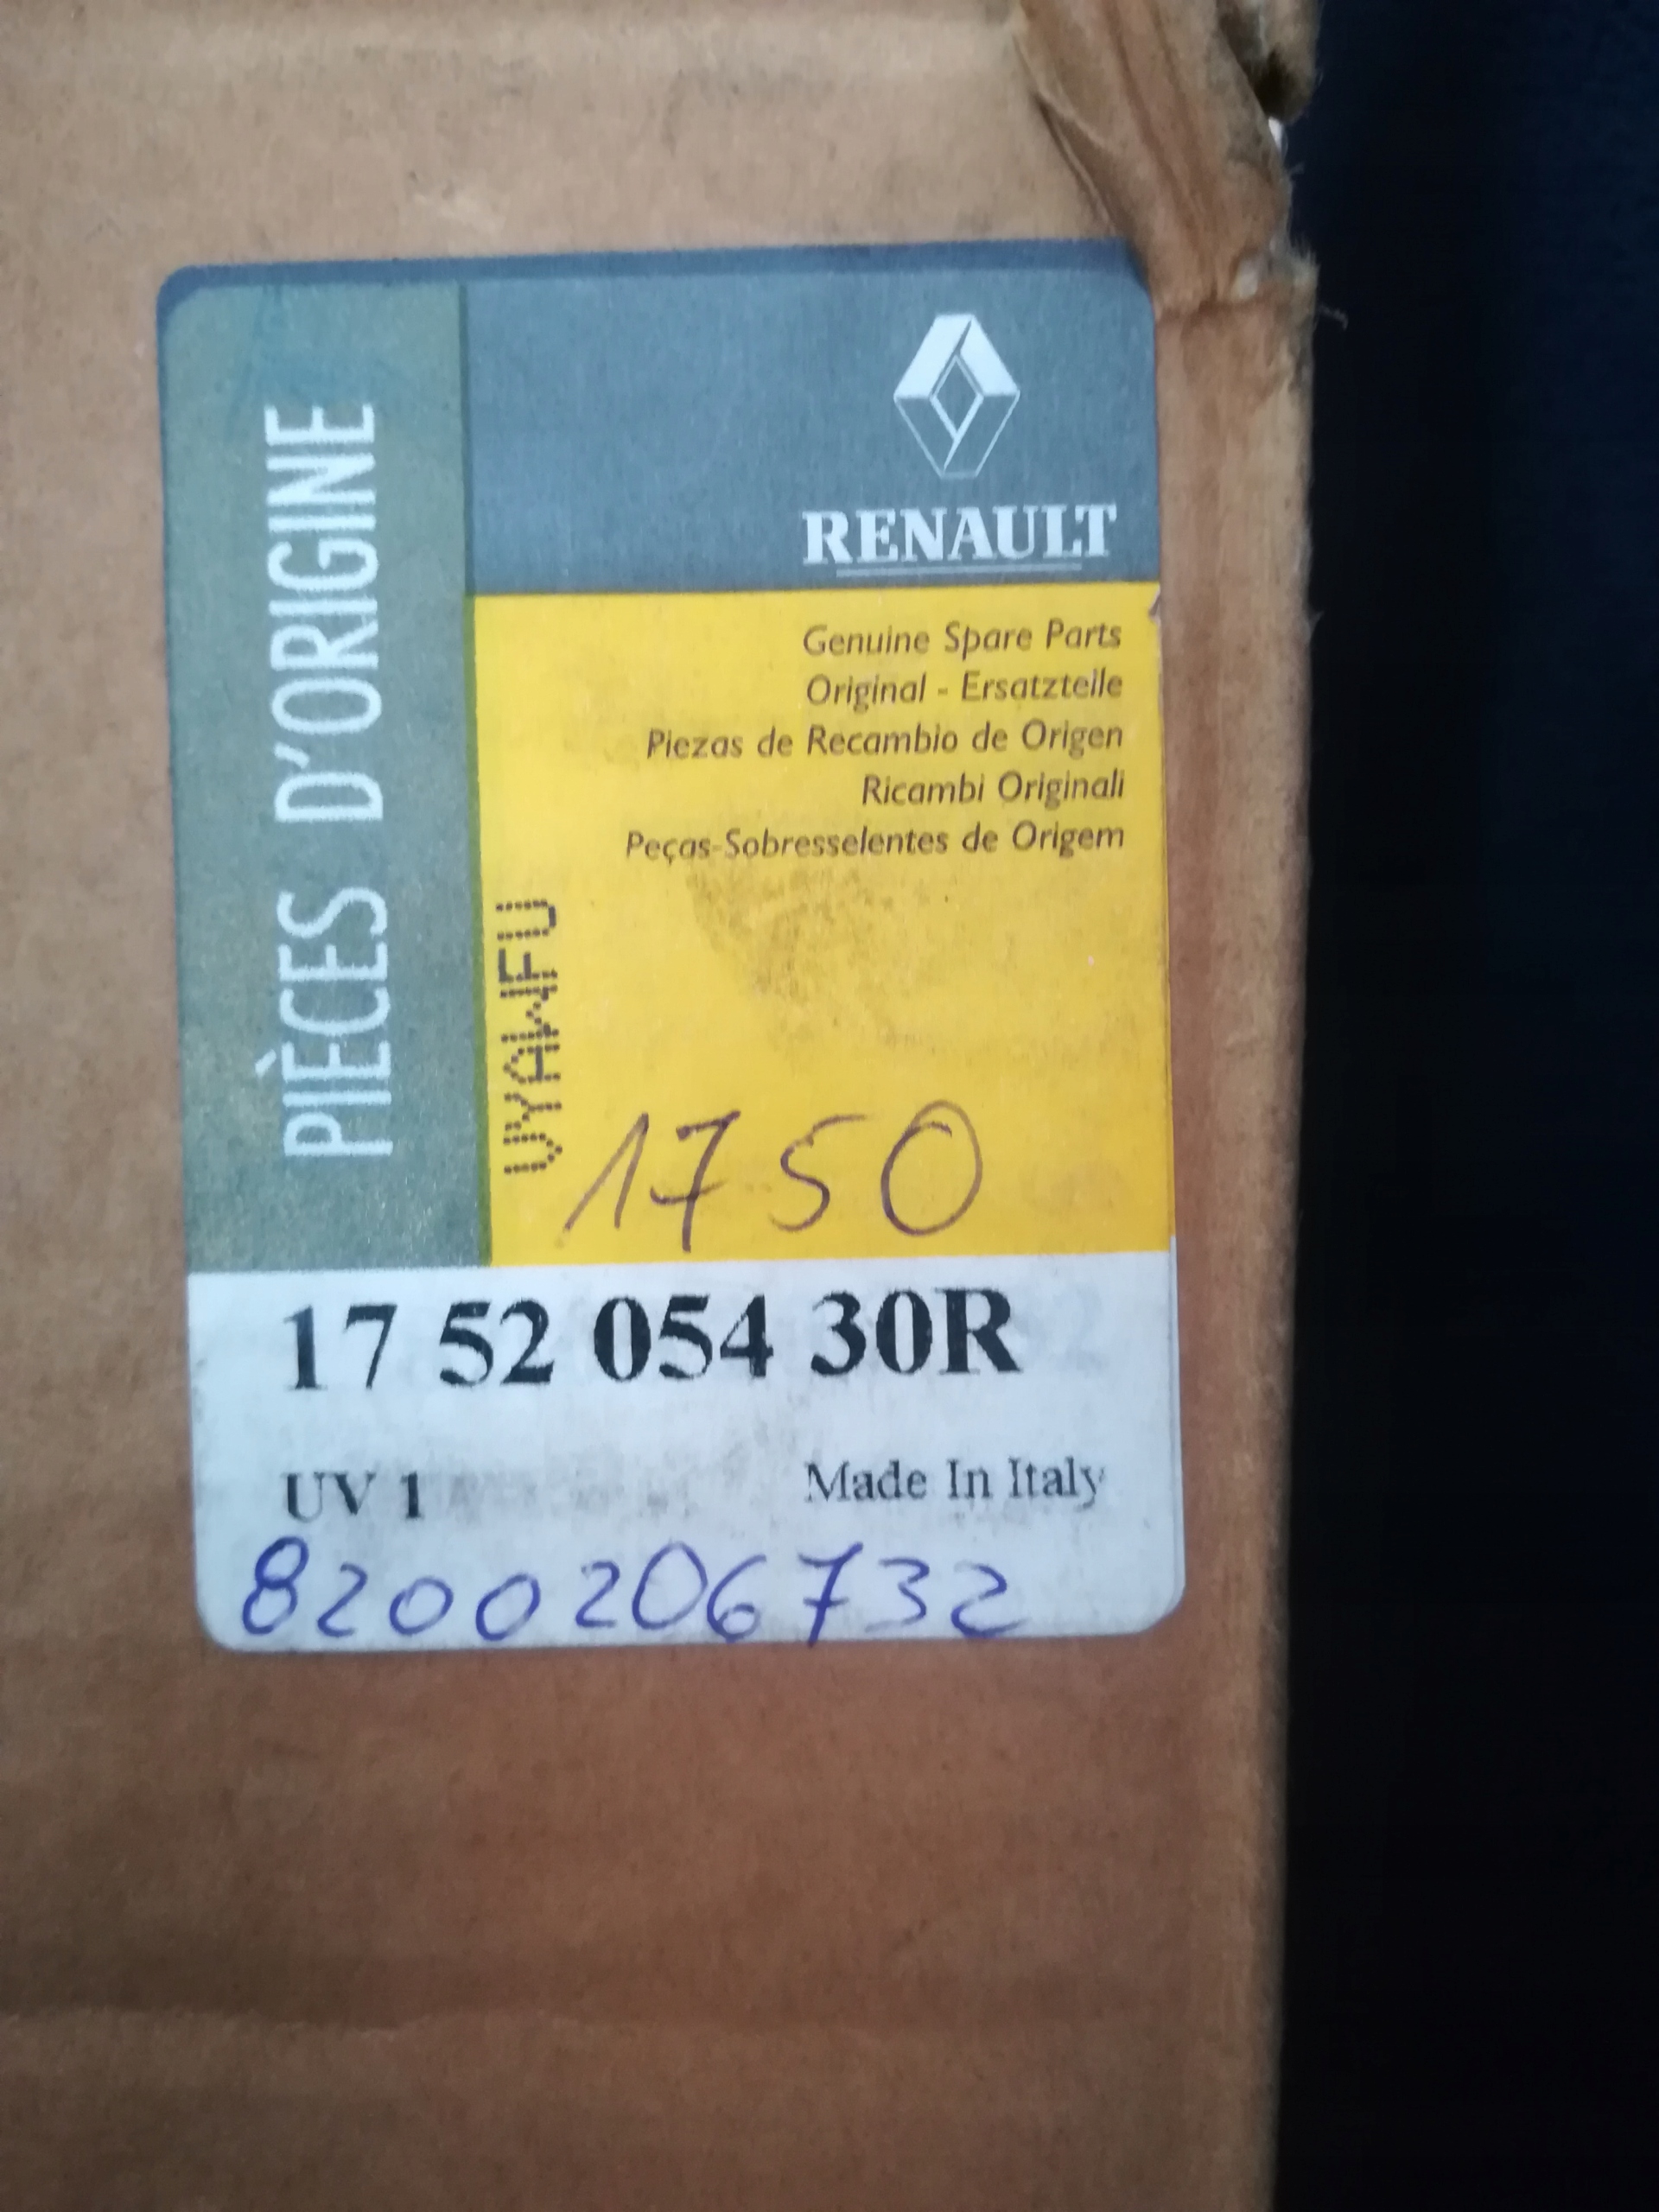 PIÈCES D'ORIGINE
RENAULT
Genuine Spare Parts
Original - Ersatzteile
Piezas de Recambio de Origen
Ricambi Originali
Peças-Sobresselentes de Origem
UYAWFU
1750
17 52 054 30R
UV 1
Made In Italy
8200206732